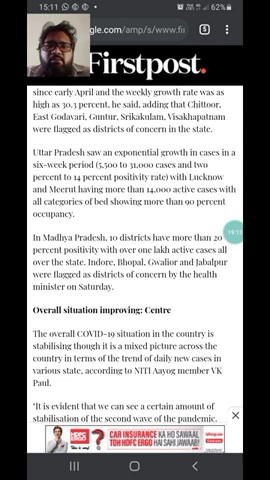 15:11
62%
gle.com/amp/s/www.fi
5
Firstpost.
since early April and the weekly growth rate was as
high as 30.3 percent, he said, adding that Chittoor,
East Godavari, Guntur, Srikakulam, Visakhapatnam
were flagged as districts of concern in the state.
Uttar Pradesh saw an exponential growth in cases in a
six-week period (5,500 to 31,000 cases and two
percent to 14 percent positivity rate) with Lucknow
and Meerut having more than 14,000 active cases with
all categories of bed showing more than 90 percent
occupancy.
19:13
In Madhya Pradesh, 10 districts have more than 20
percent positivity with over one lakh active cases all
over the state. Indore, Bhopal, Gwalior and Jabalpur
were flagged as districts of concern by the health
minister on Saturday.
Overall situation improving: Centre
The overall COVID-19 situation in the country is
stabilising though it is a mixed picture across the
country in terms of the trend of daily new cases in
various state, according to NITI Aayog member VK
Paul.
"It is evident that we can see a certain amount of
stabilisation of the second wave of the pandemic.
HDFC
ERGO
CAR INSURANCE KA HO SAWAAL
TOH HDFC ERGO HAI SAHI JAWAAB!